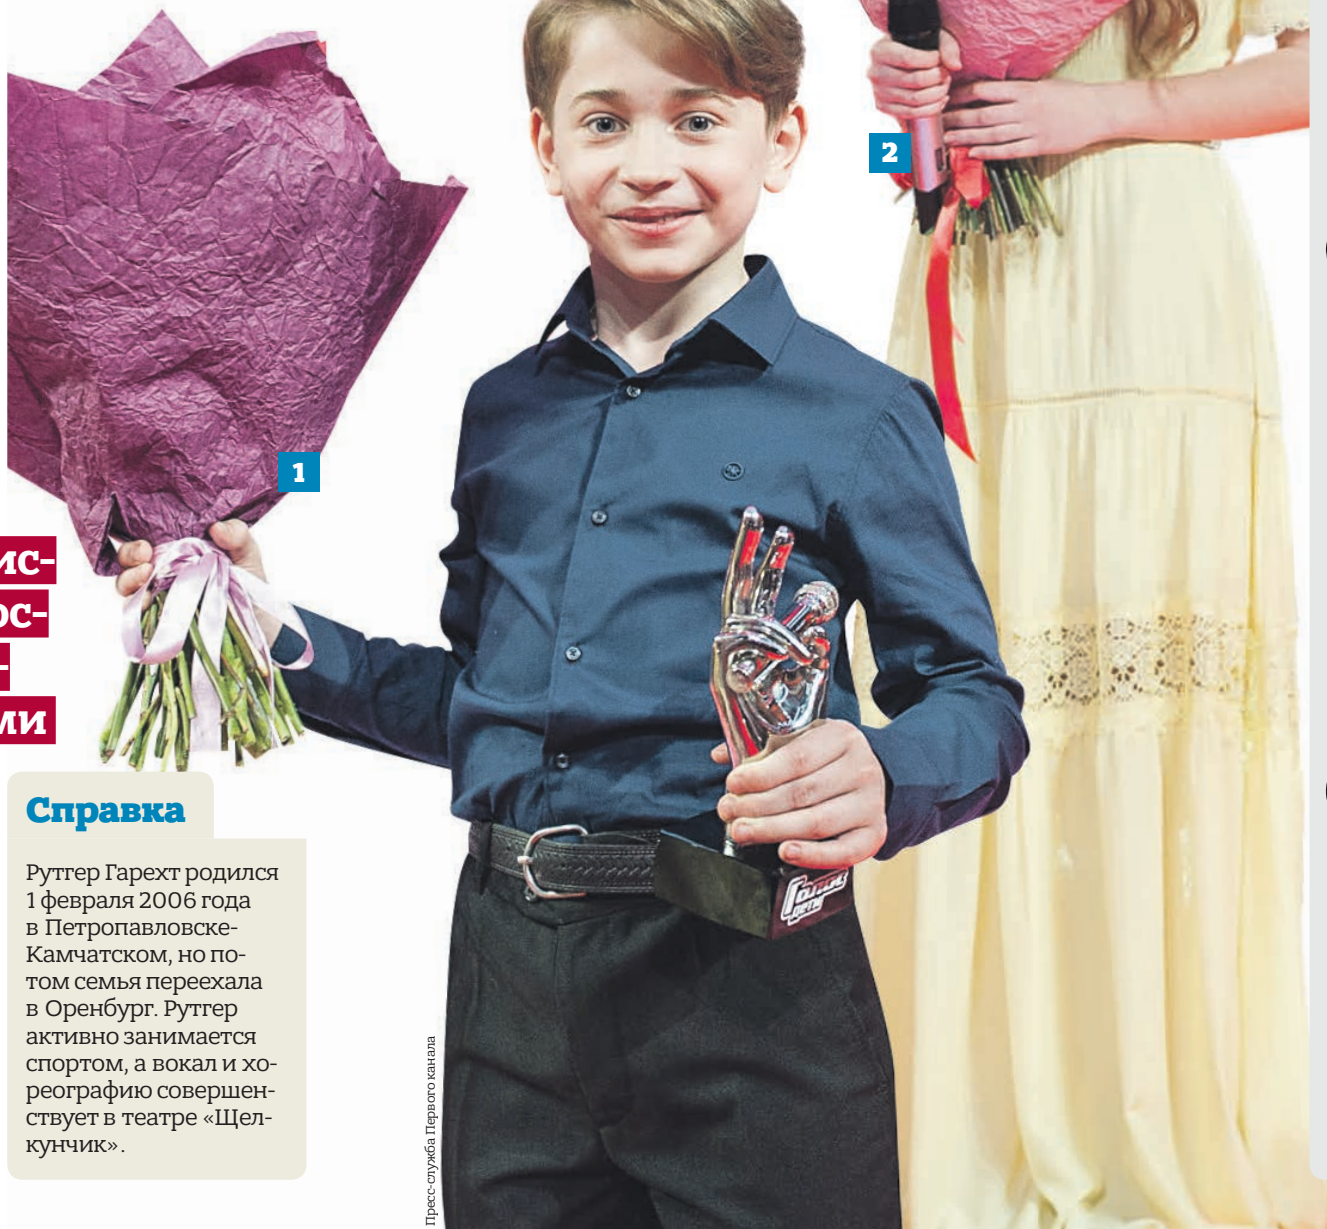 2
1
ис-
ос-
-
ми
Справка
Рутгер Гарехт родился
1 февраля 2006 года
в Петропавловске-
Камчатском, но по-
том семья переехала
в Оренбург. Рутгер
активно занимается
спортом, а вокал и хо-
реографию совершен-
ствует в театре «Щел-
кунчик».
Пресс-служба Первого канала
Голос
дети